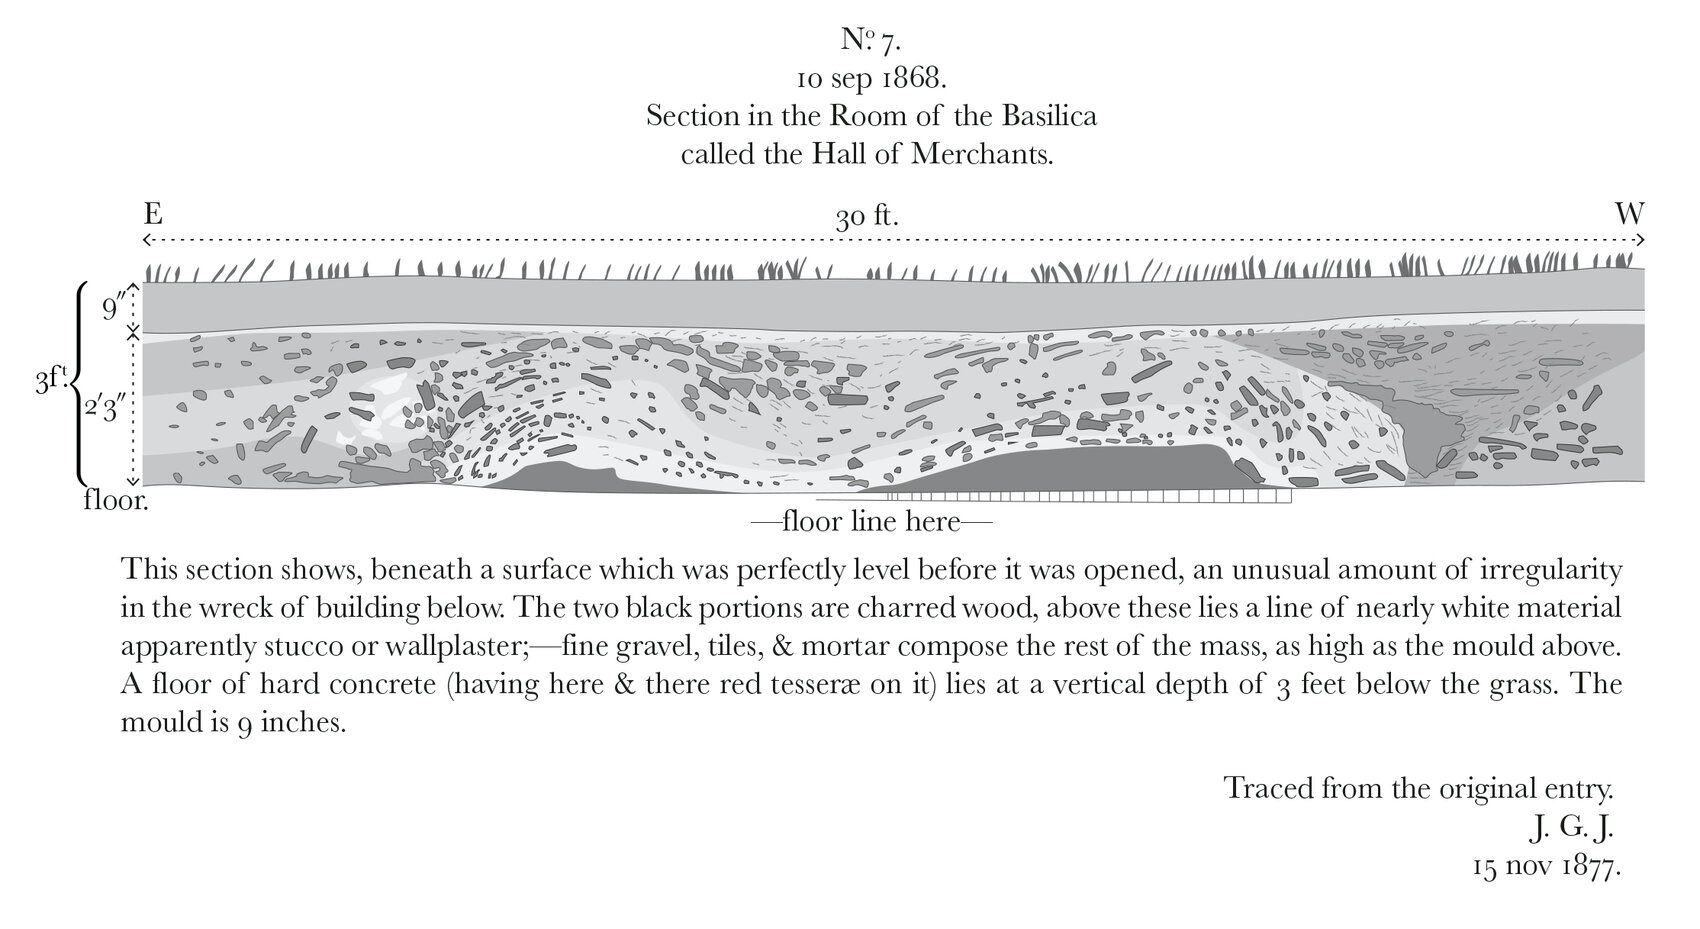 Nº 7.
10 sep 1868.
Section in the Room of the Basilica
called the Hall of Merchants.
E 30 ft. W
9″
3fᵗ.
2′3″
floor.
—floor line here—
This section shows, beneath a surface which was perfectly level before it was opened, an unusual amount of irregularity
in the wreck of building below. The two black portions are charred wood, above these lies a line of nearly white material
apparently stucco or wallplaster;—fine gravel, tiles, & mortar compose the rest of the mass, as high as the mould above.
A floor of hard concrete (having here & there red tesseræ on it) lies at a vertical depth of 3 feet below the grass. The
mould is 9 inches.
Traced from the original entry.
J. G. J.
15 nov 1877.